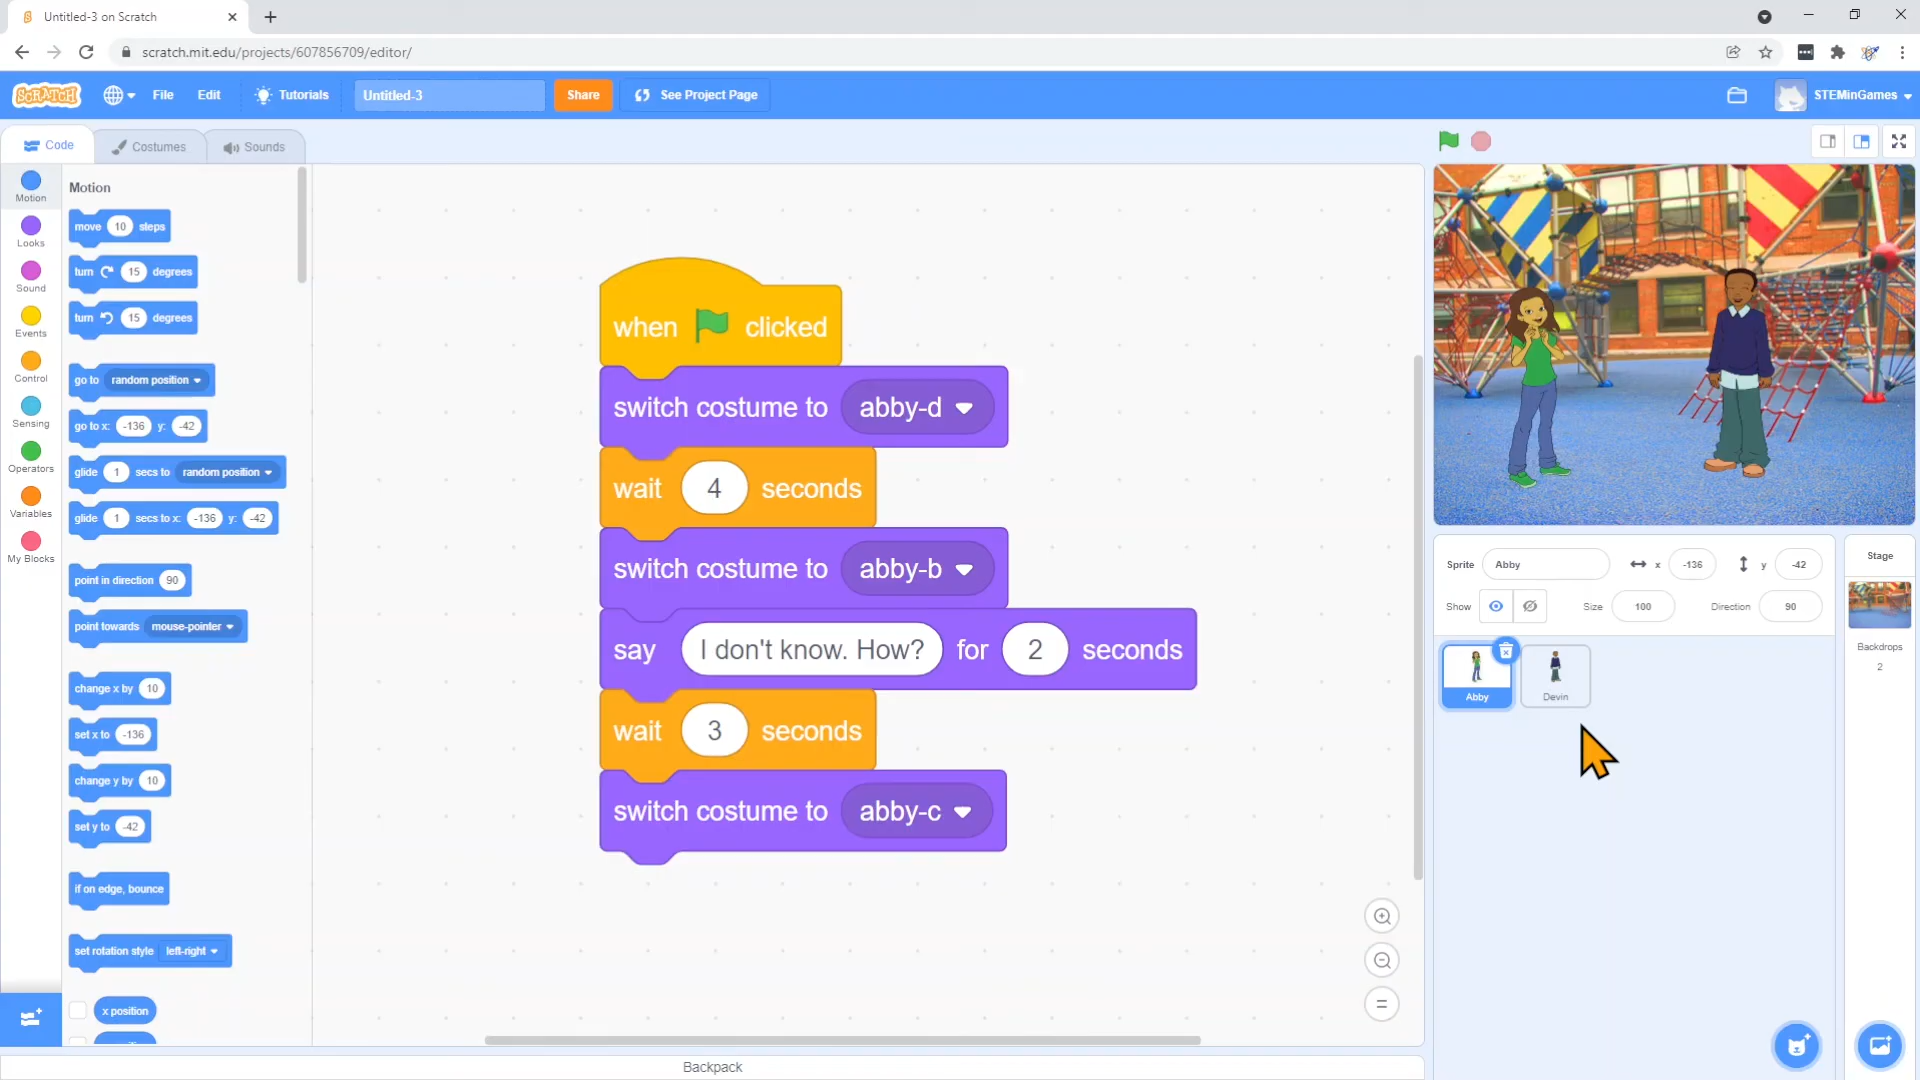 Untitled-3 on Scratch
scratch.mit.edu/projects/607856709/editor/
SCRATCH
File
Edit
Tutorials
Untitled-3
Share
See Project Page
STEMinGames
Code
Costumes
Sounds
Motion
Looks
Sound
Events
Control
Sensing
Operators
Variables
My Blocks
Motion
move 10 steps
turn 15 degrees
turn 15 degrees
go to random position
go to x: -136 y: -42
glide 1 secs to random position
glide 1 secs to x: -136 y: -42
point in direction 90
point towards mouse-pointer
change x by 10
set x to -136
change y by 10
set y to -42
if on edge, bounce
set rotation style left-right
x position
when clicked
switch costume to abby-d
wait 4 seconds
switch costume to abby-b
say I don't know. How? for 2 seconds
wait 3 seconds
switch costume to abby-c
Backpack
Sprite Abby x -136 y -42
Show Size 100 Direction 90
Abby
Devin
Stage
Backdrops
2